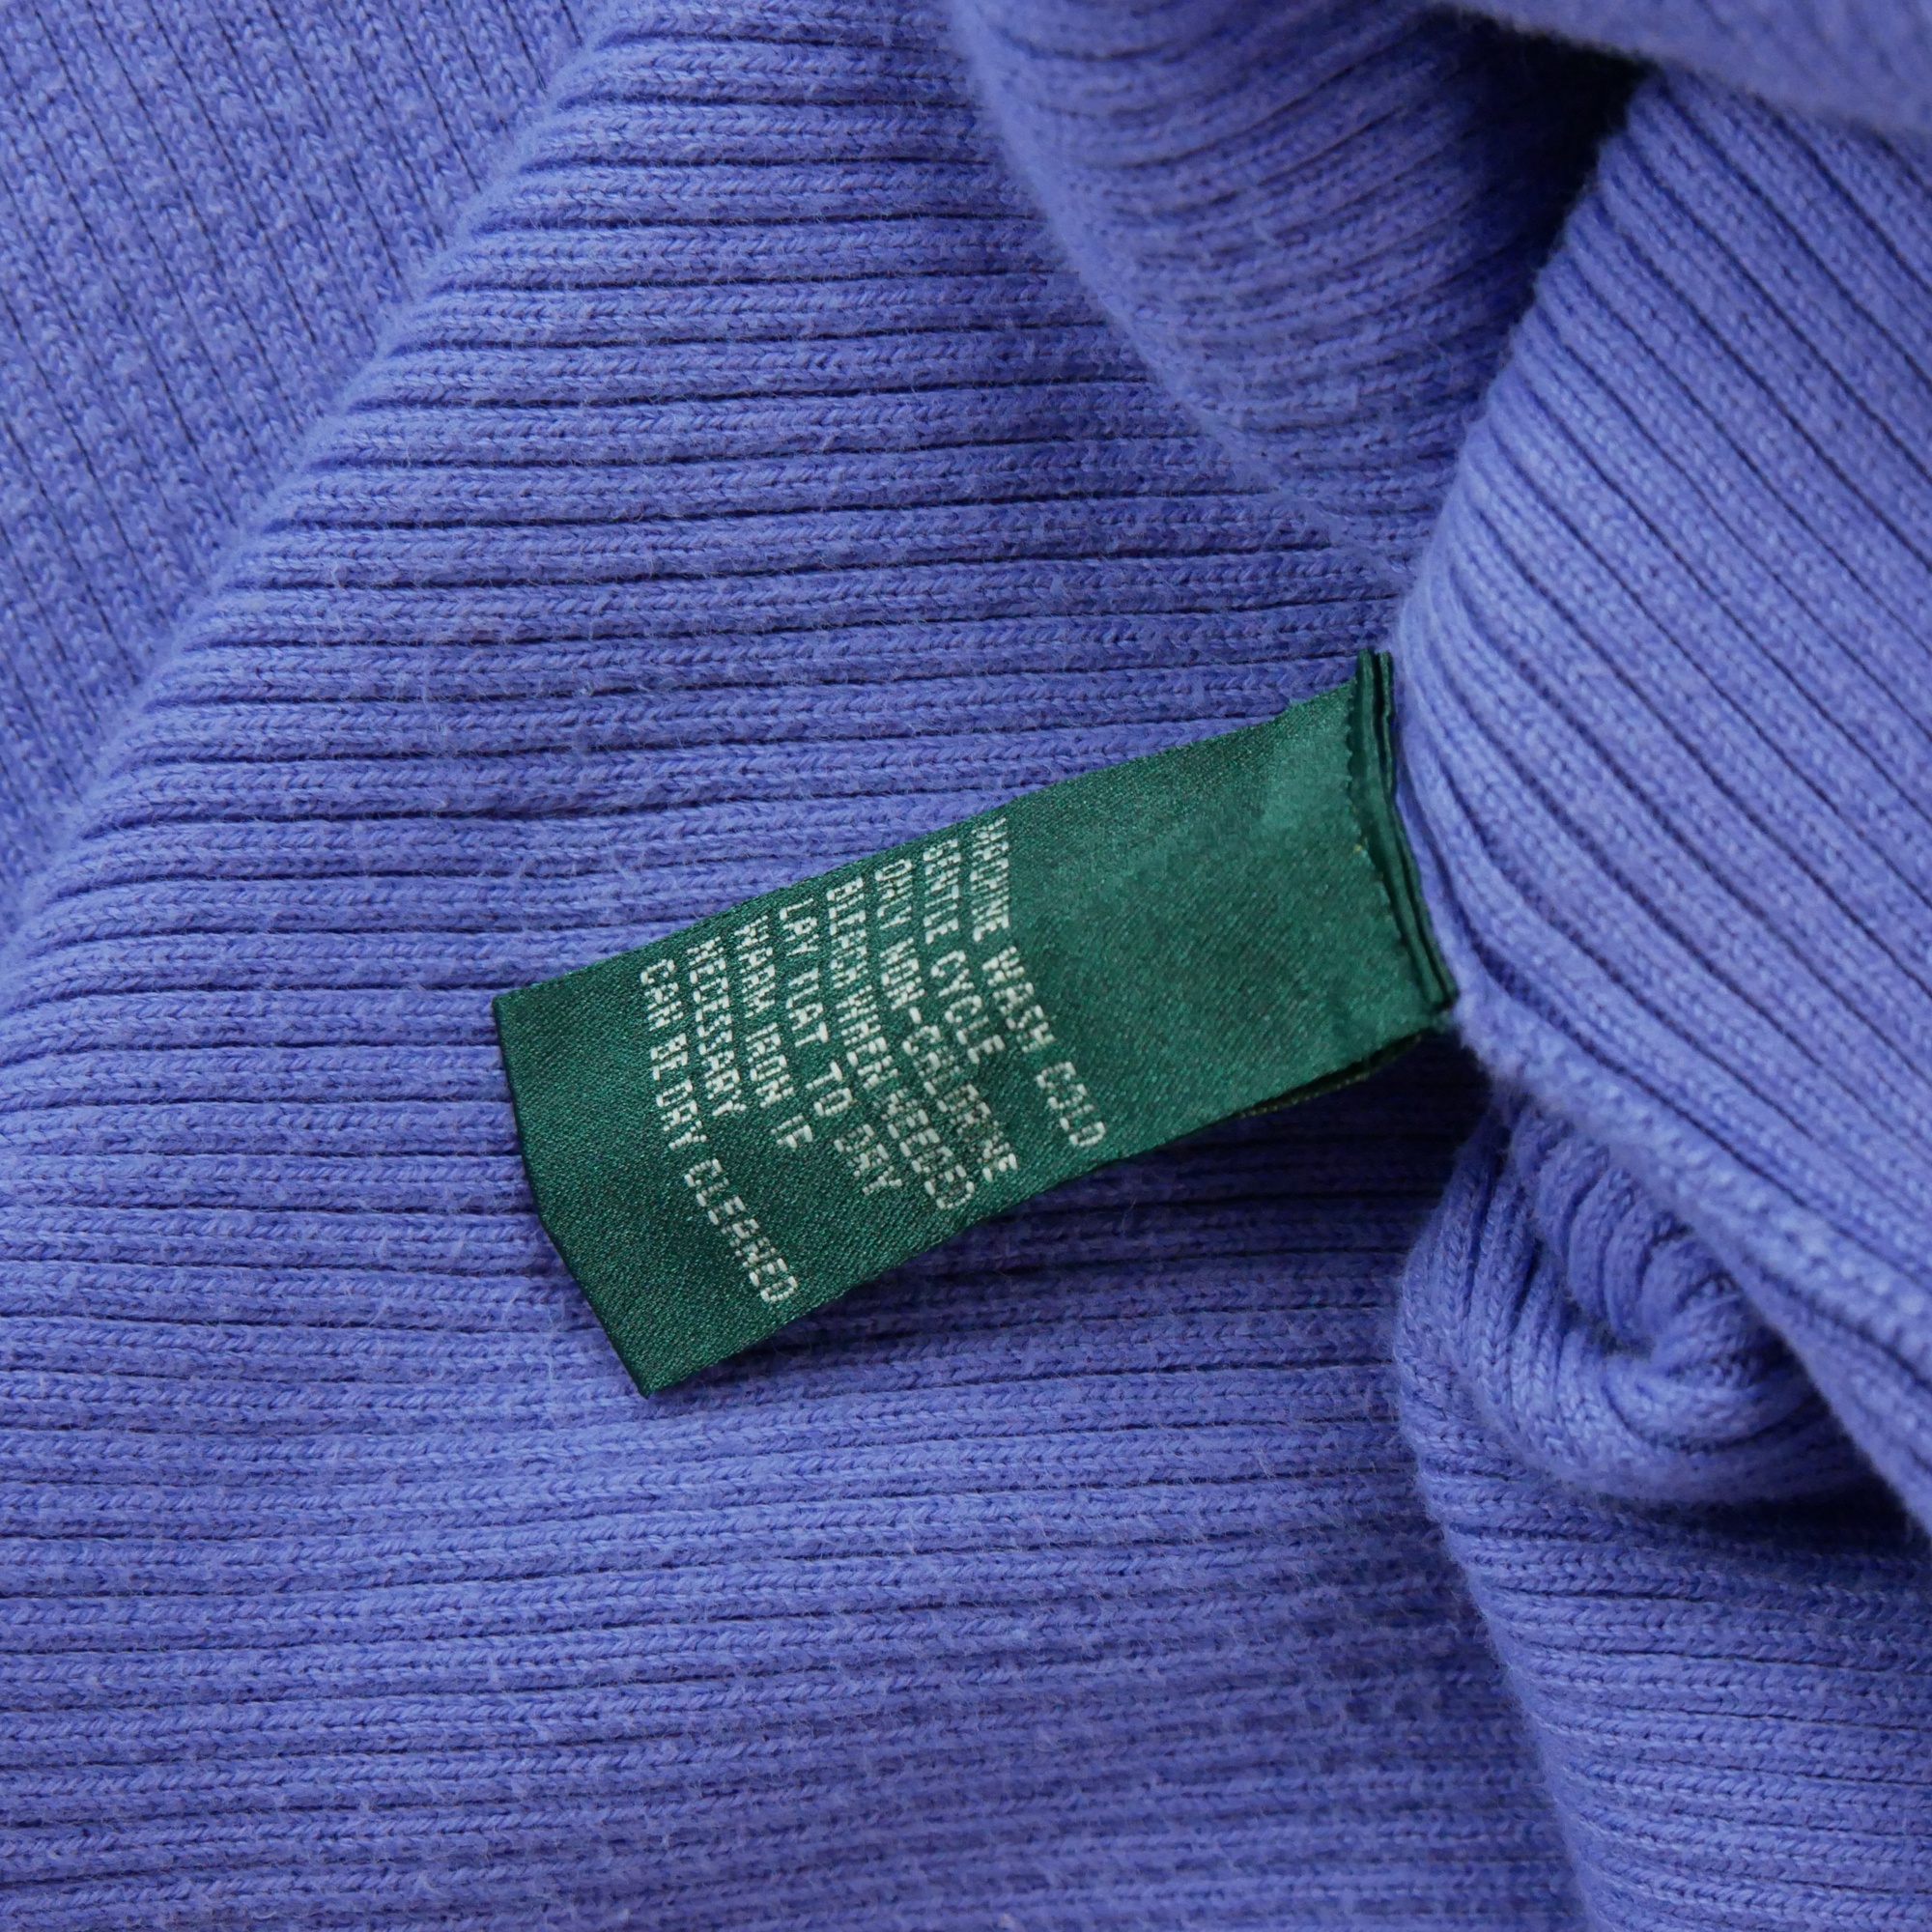 MACHINE WASH COLD
GENTLE CYCLE
ONLY NON-CHLORINE
BLEACH WHEN NEEDED
LAY FLAT TO DRY
WARM IRON IF
NECESSARY
CAN BE DRY CLEANED